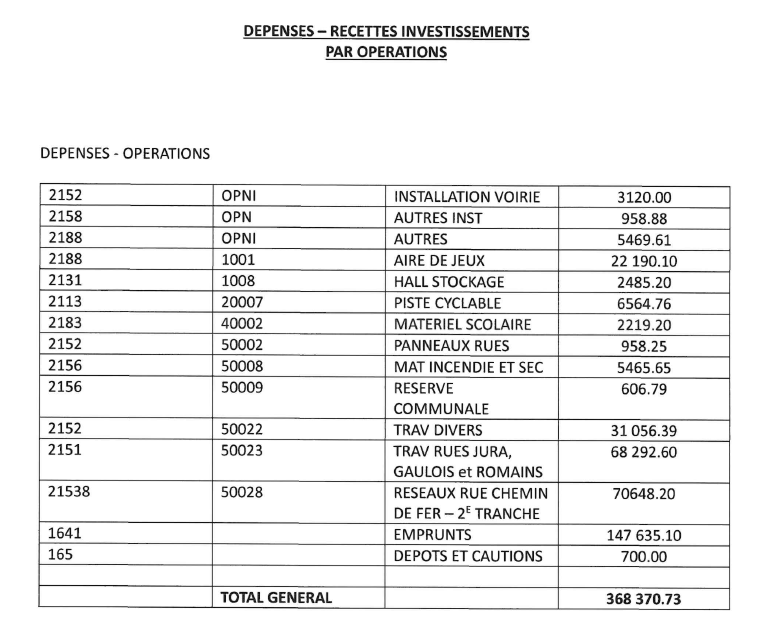 DEPENSES – RECETTES INVESTISSEMENTS
PAR OPERATIONS
DEPENSES - OPERATIONS
2152 OPNI INSTALLATION VOIRIE 3120.00
2158 OPN AUTRES INST 958.88
2188 OPNI AUTRES 5469.61
2188 1001 AIRE DE JEUX 22 190.10
2131 1008 HALL STOCKAGE 2485.20
2113 20007 PISTE CYCLABLE 6564.76
2183 40002 MATERIEL SCOLAIRE 2219.20
2152 50002 PANNEAUX RUES 958.25
2156 50008 MAT INCENDIE ET SEC 5465.65
2156 50009 RESERVE 606.79
COMMUNALE
2152 50022 TRAV DIVERS 31 056.39
2151 50023 TRAV RUES JURA, 68 292.60
GAULOIS et ROMAINS
21538 50028 RESEAUX RUE CHEMIN 70648.20
DE FER – 2E TRANCHE
1641 EMPRUNTS 147 635.10
165 DEPOTS ET CAUTIONS 700.00
TOTAL GENERAL 368 370.73